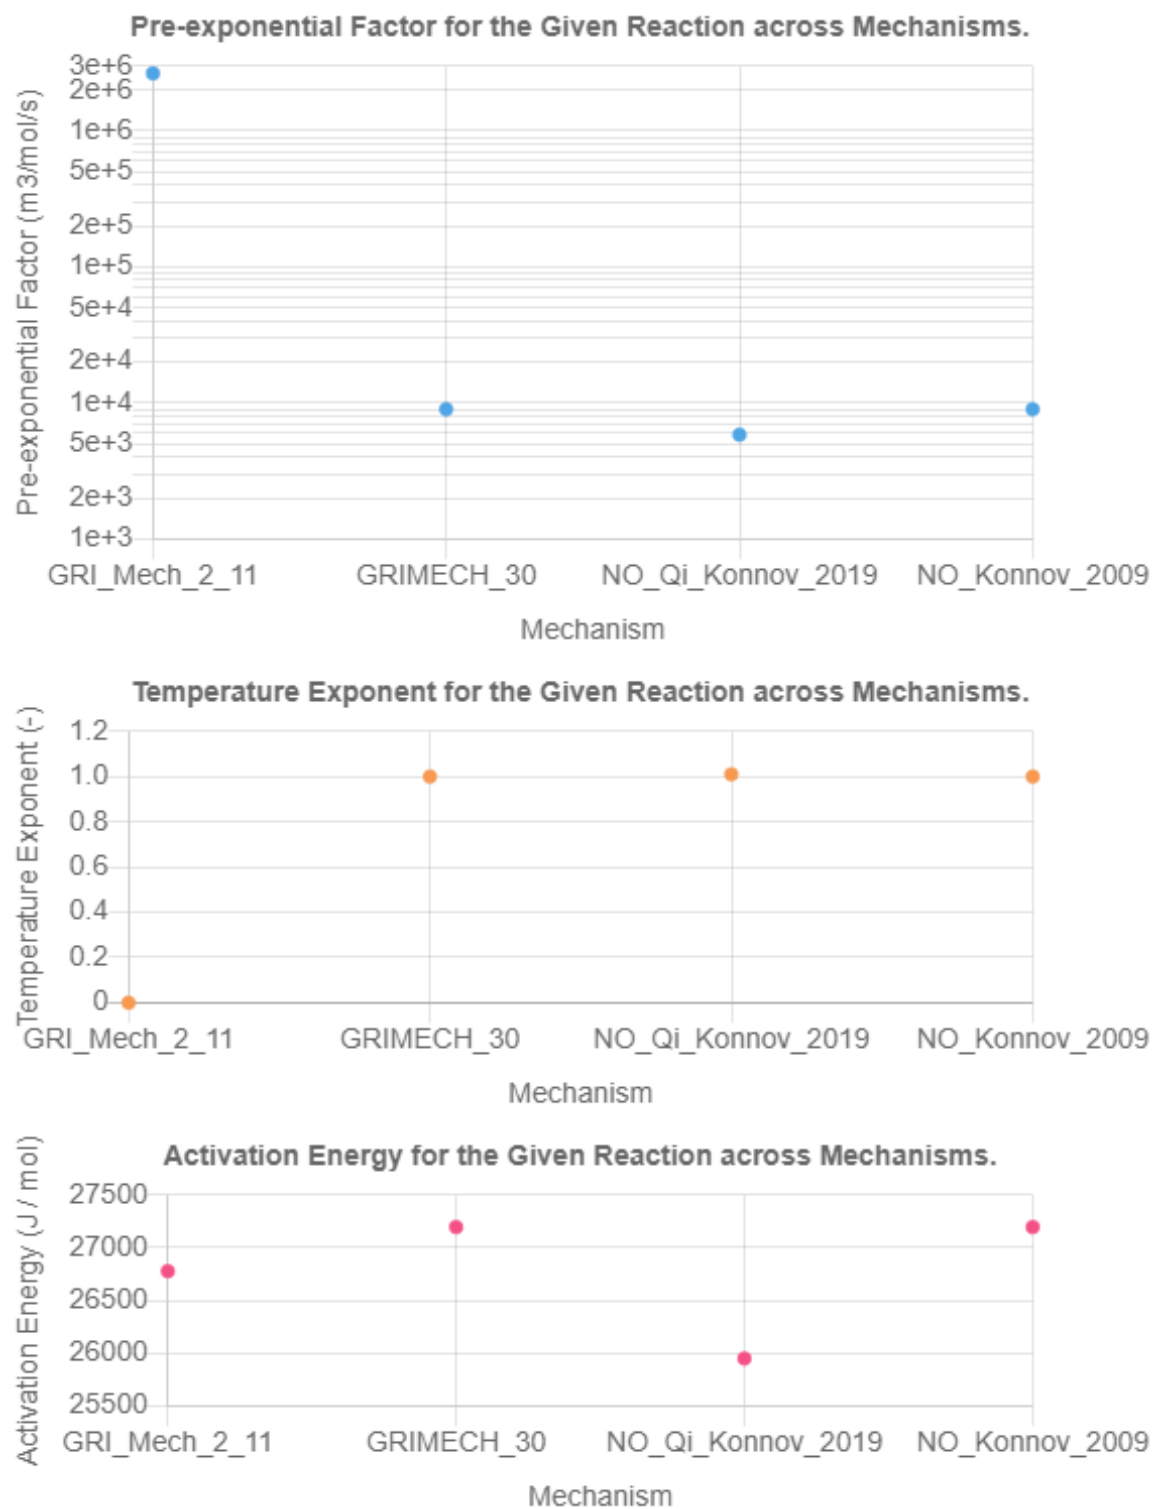 Pre-exponential Factor for the Given Reaction across Mechanisms.
Pre-exponential Factor (m3/mol/s)
3e+6
2e+6
1e+6
5e+5
2e+5
1e+5
5e+4
2e+4
1e+4
5e+3
2e+3
1e+3
GRI_Mech_2_11 GRIMECH_30 NO_Qi_Konnov_2019 NO_Konnov_2009
Mechanism
Temperature Exponent for the Given Reaction across Mechanisms.
Temperature Exponent (-)
1.2
1.0
0.8
0.6
0.4
0.2
0
GRI_Mech_2_11 GRIMECH_30 NO_Qi_Konnov_2019 NO_Konnov_2009
Mechanism
Activation Energy for the Given Reaction across Mechanisms.
Activation Energy (J / mol)
27500
27000
26500
26000
25500
GRI_Mech_2_11 GRIMECH_30 NO_Qi_Konnov_2019 NO_Konnov_2009
Mechanism